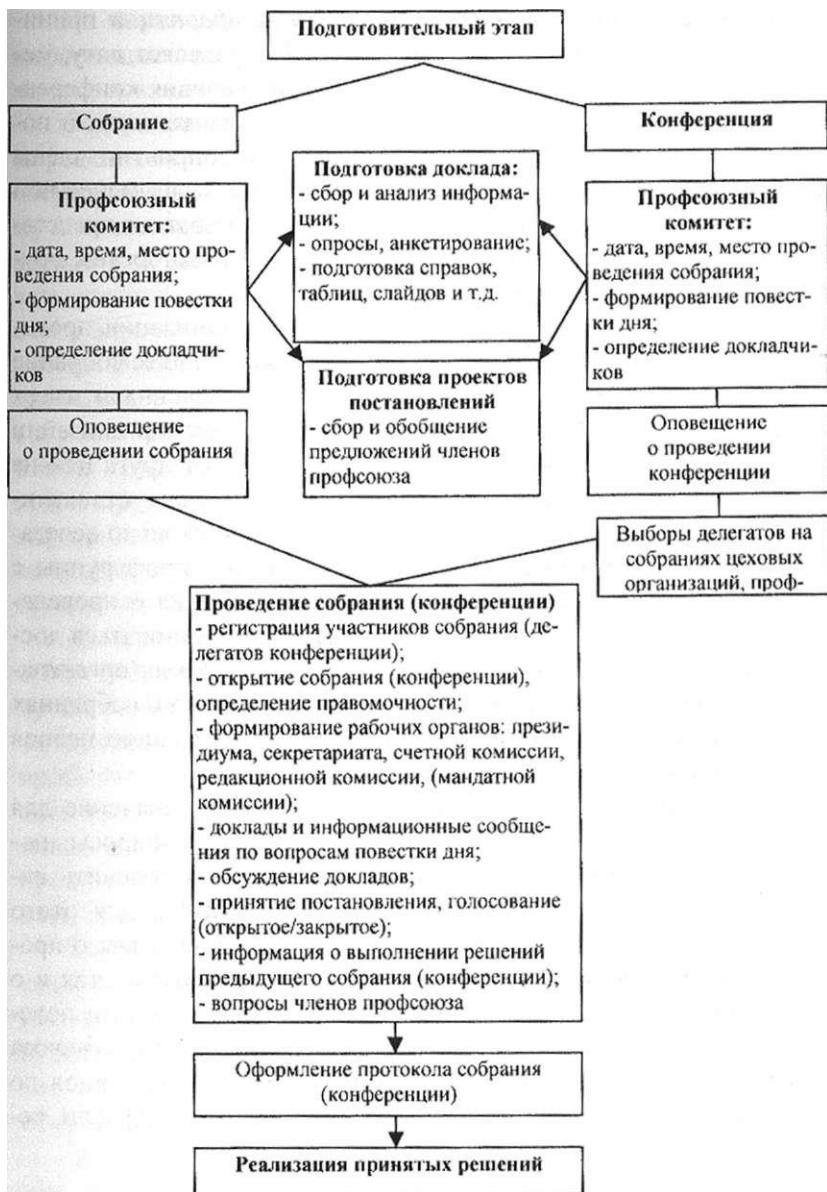 Подготовительный этап
Собрание
Конференция
Профсоюзный
комитет:
- дата, время, место про-
ведения собрания;
- формирование повестки
дня;
- определение докладчи-
ков
Подготовка доклада:
- сбор и анализ информа-
ции;
- опросы, анкетирование;
- подготовка справок,
таблиц, слайдов и т.д.
Профсоюзный
комитет:
- дата, время, место про-
ведения собрания;
- формирование повест-
ки дня;
- определение докладчи-
ков
Подготовка проектов
постановлений
- сбор и обобщение
предложений членов
профсоюза
Оповещение
о проведении собрания
Оповещение
о проведении
конференции
Выборы делегатов на
собраниях цеховых
организаций, проф-
Проведение собрания (конференции)
- регистрация участников собрания (де-
легатов конференции);
- открытие собрания (конференции),
определение правомочности;
- формирование рабочих органов: прези-
диума, секретариата, счетной комиссии,
редакционной комиссии, (мандатной
комиссии);
- доклады и информационные сообще-
ния по вопросам повестки дня;
- обсуждение докладов;
- принятие постановления, голосование
(открытое/закрытое);
- информация о выполнении решений
предыдущего собрания (конференции);
- вопросы членов профсоюза
Оформление протокола собрания
(конференции)
Реализация принятых решений